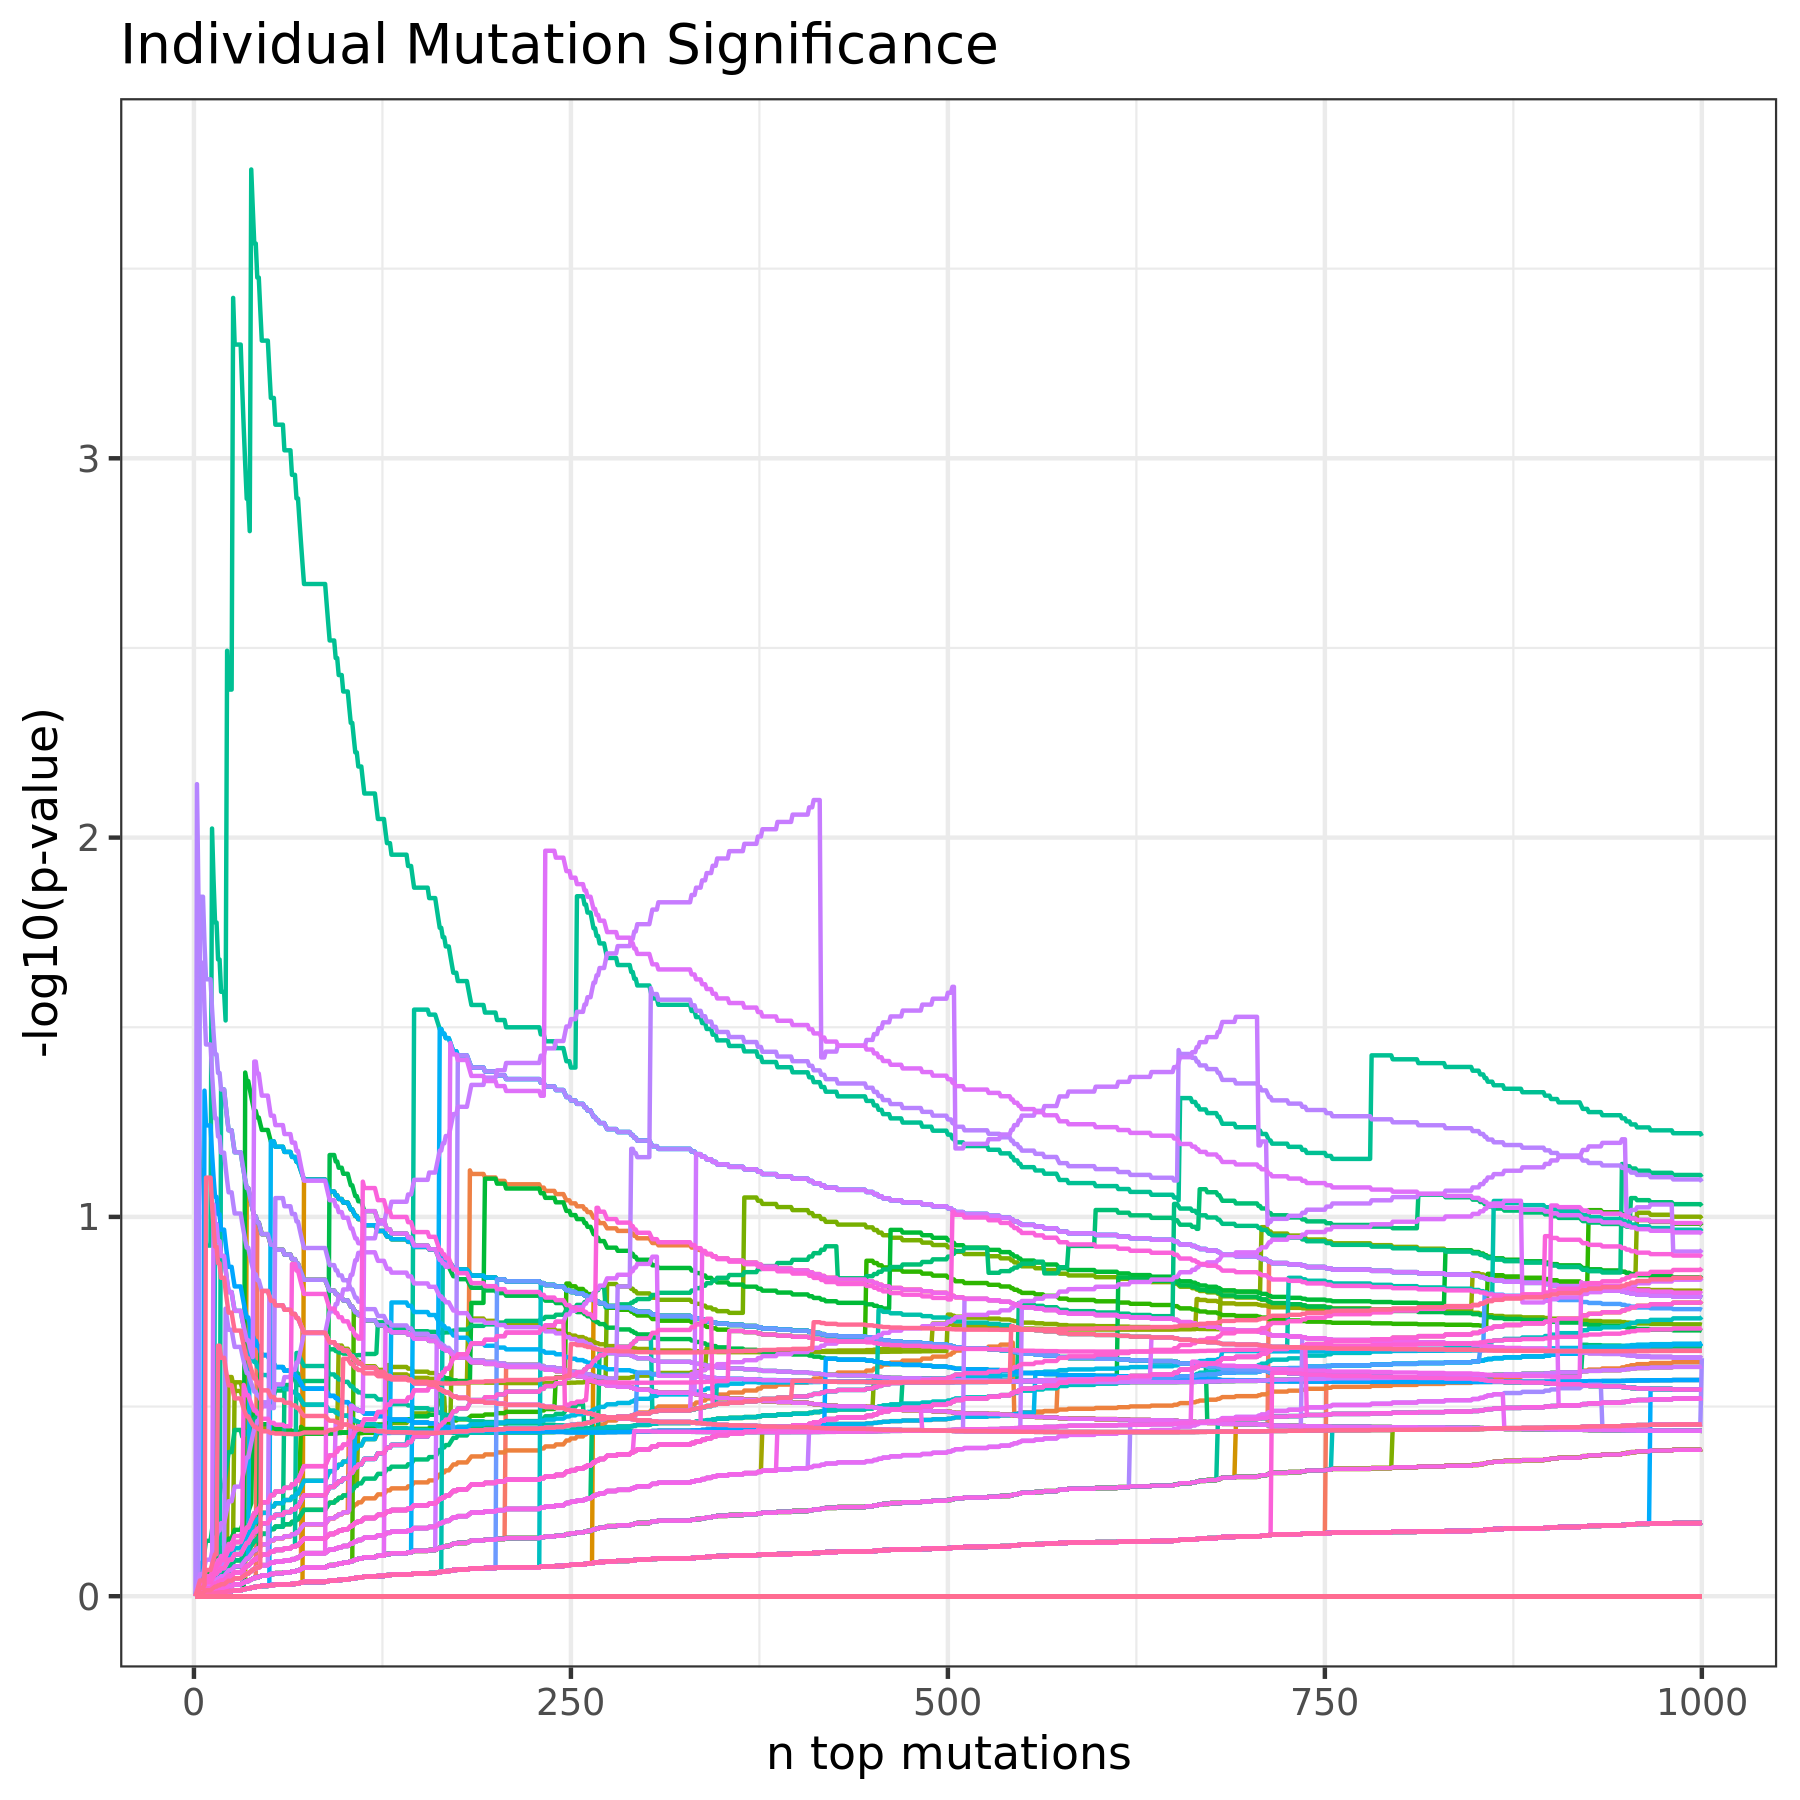 Individual Mutation Significance
-log10(p-value)
3
2
1
0
0 250 500 750 1000
n top mutations